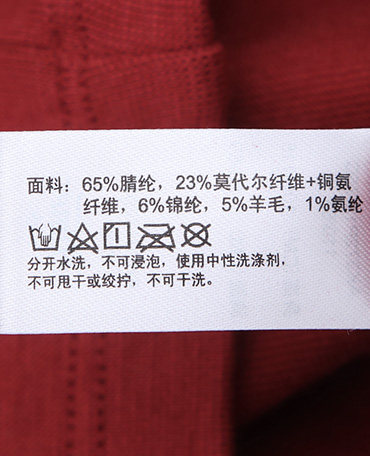 面料：65%腈纶，23%莫代尔纤维+铜氨
纤维，6%锦纶，5%羊毛，1%氨纶
分开水洗，不可浸泡，使用中性洗涤剂，
不可甩干或绞拧，不可干洗。